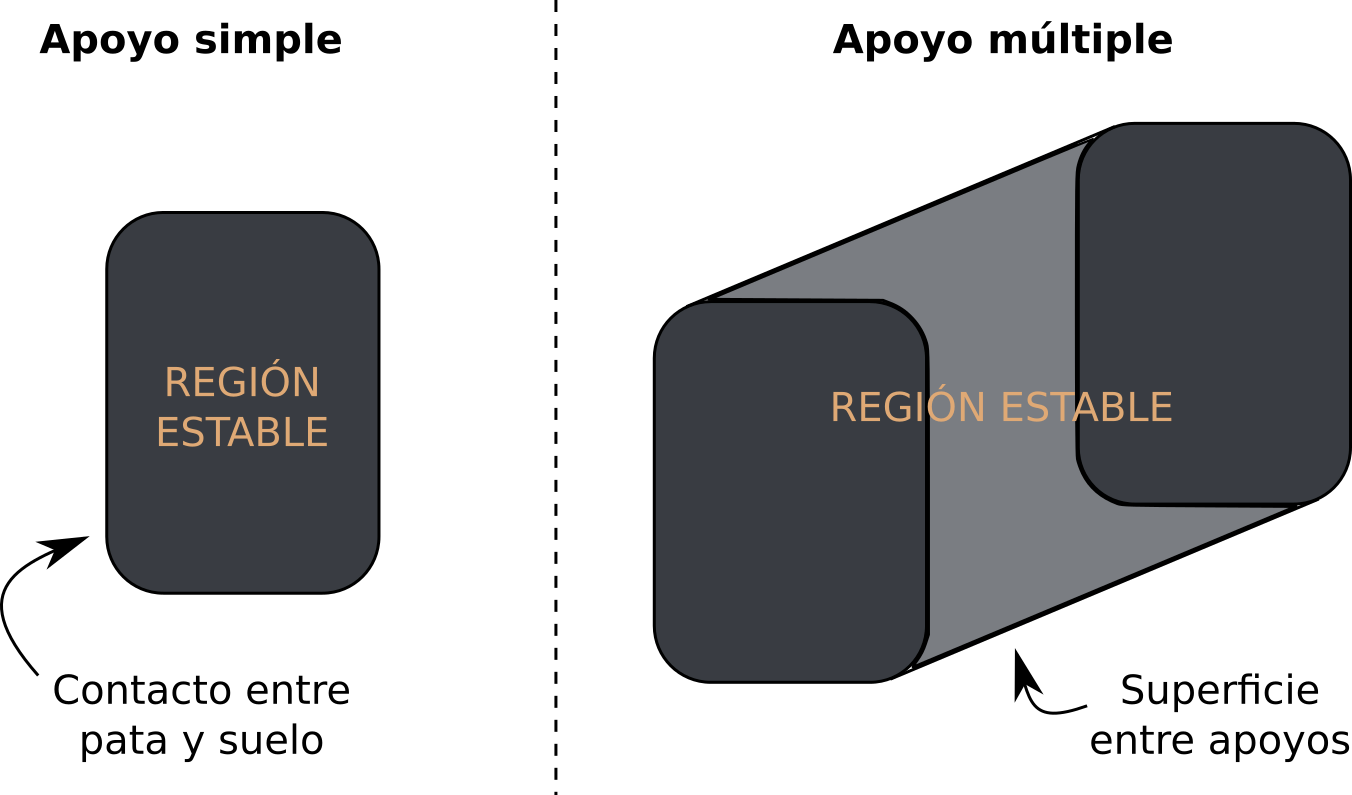 Apoyo simple
REGIÓN
ESTABLE
Contacto entre
pata y suelo
Apoyo múltiple
REGIÓN ESTABLE
Superficie
entre apoyos